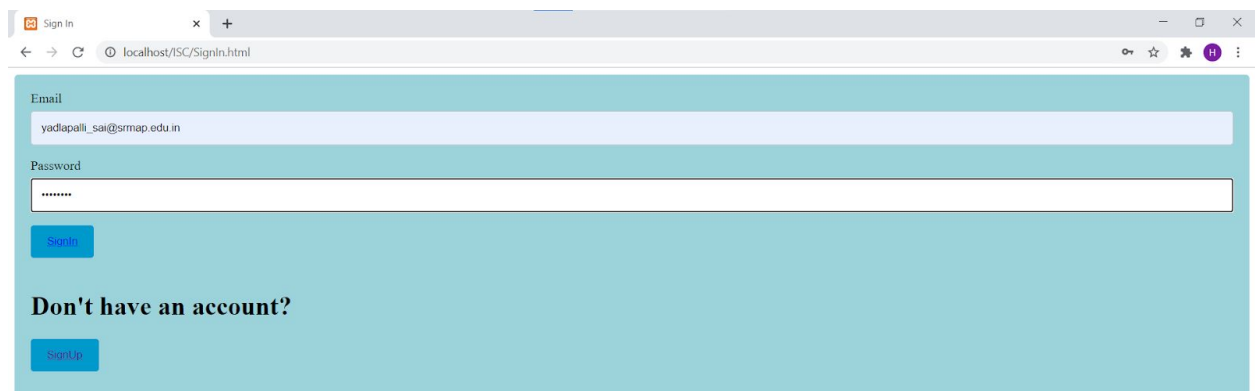 Sign In
localhost/ISC/SignIn.html
H
Email
yadlapalli_sai@srmap.edu.in
Password
••••••••
SignIn
Don't have an account?
SignUp